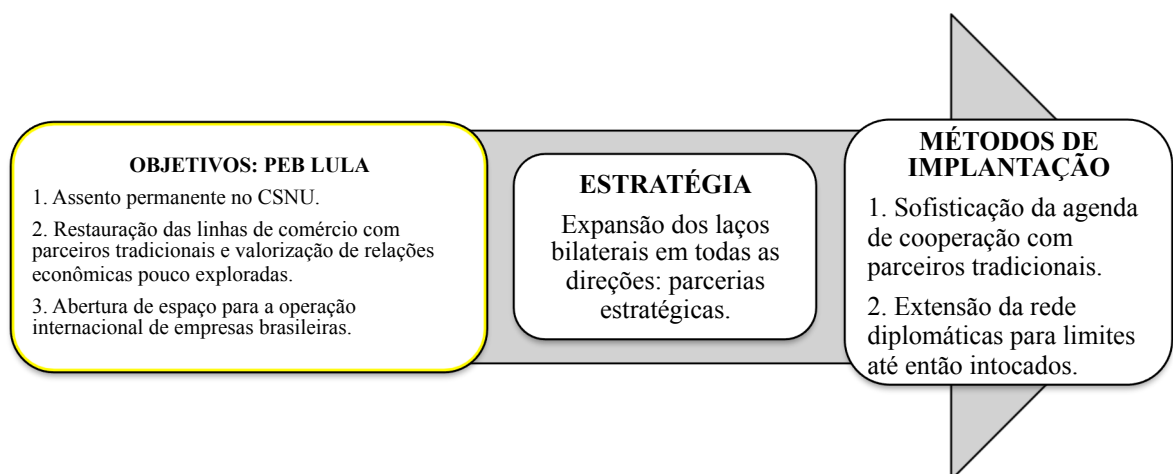 OBJETIVOS: PEB LULA
1. Assento permanente no CSNU.
2. Restauração das linhas de comércio com
parceiros tradicionais e valorização de relações
econômicas pouco exploradas.
3. Abertura de espaço para a operação
internacional de empresas brasileiras.
ESTRATÉGIA
Expansão dos laços
bilaterais em todas as
direções: parcerias
estratégicas.
MÉTODOS DE
IMPLANTAÇÃO
1. Sofisticação da agenda
de cooperação com
parceiros tradicionais.
2. Extensão da rede
diplomáticas para limites
até então intocados.